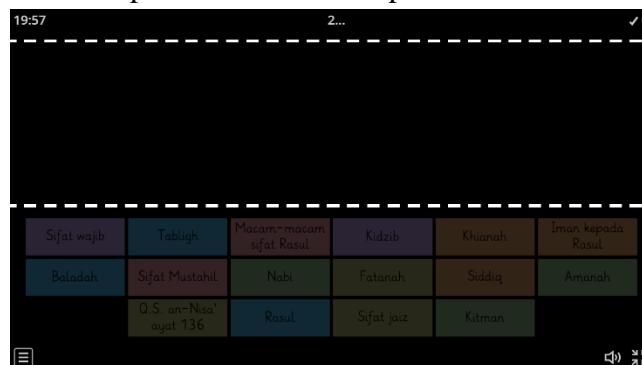 19:57 2... ✓
Sifat wajib Tabligh Macam-macam sifat Rasul Kidzib Khianah Iman kepada Rasul
Baladah Sifat Mustahil Nabi Fatanah Siddiq Amanah
Q.S. an-Nisa' ayat 136 Rasul Sifat jaiz Kitman